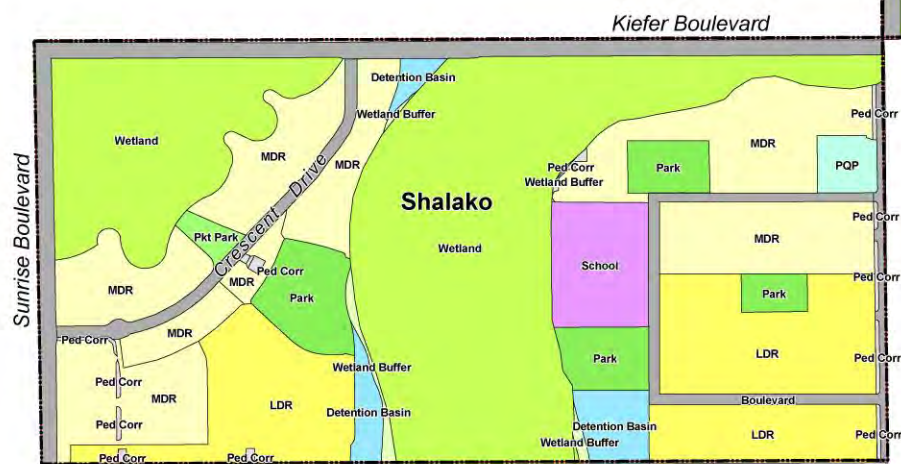 Kiefer Boulevard
Detention Basin
Wetland Buffer
Ped Corr
Wetland
MDR
MDR
MDR
Ped Corr
Wetland Buffer
Park
PQP
Sunrise Boulevard
Crescent Drive
Shalako
Wetland
Pkt Park
Ped Corr
MDR
Park
MDR
School
MDR
Ped Corr
Ped Corr
Park
MDR
Ped Corr
Wetland Buffer
Park
LDR
Ped Corr
Ped Corr
MDR
LDR
Detention Basin
Boulevard
Ped Corr
Detention Basin
Wetland Buffer
LDR
Ped Corr
Ped Corr
Ped Corr